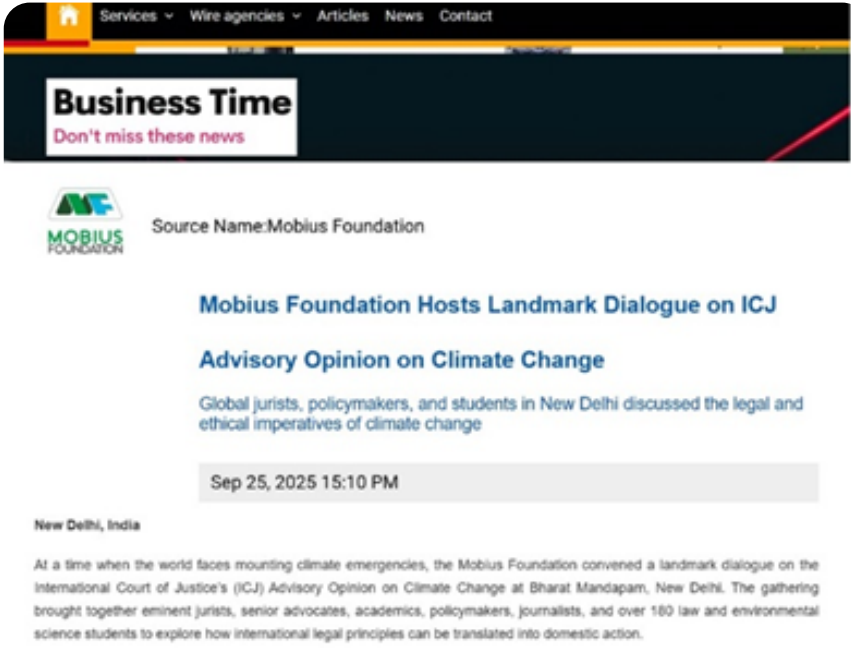 Services Wire agencies Articles News Contact
Business Time
Don't miss these news
MOBIUS
FOUNDATION
Source Name:Mobius Foundation
Mobius Foundation Hosts Landmark Dialogue on ICJ
Advisory Opinion on Climate Change
Global jurists, policymakers, and students in New Delhi discussed the legal and
ethical imperatives of climate change
Sep 25, 2025 15:10 PM
New Delhi, India
At a time when the world faces mounting climate emergencies, the Mobius Foundation convened a landmark dialogue on the
International Court of Justice's (ICJ) Advisory Opinion on Climate Change at Bharat Mandapam, New Delhi. The gathering
brought together eminent jurists, senior advocates, academics, policymakers, journalists, and over 180 law and environmental
science students to explore how international legal principles can be translated into domestic action.